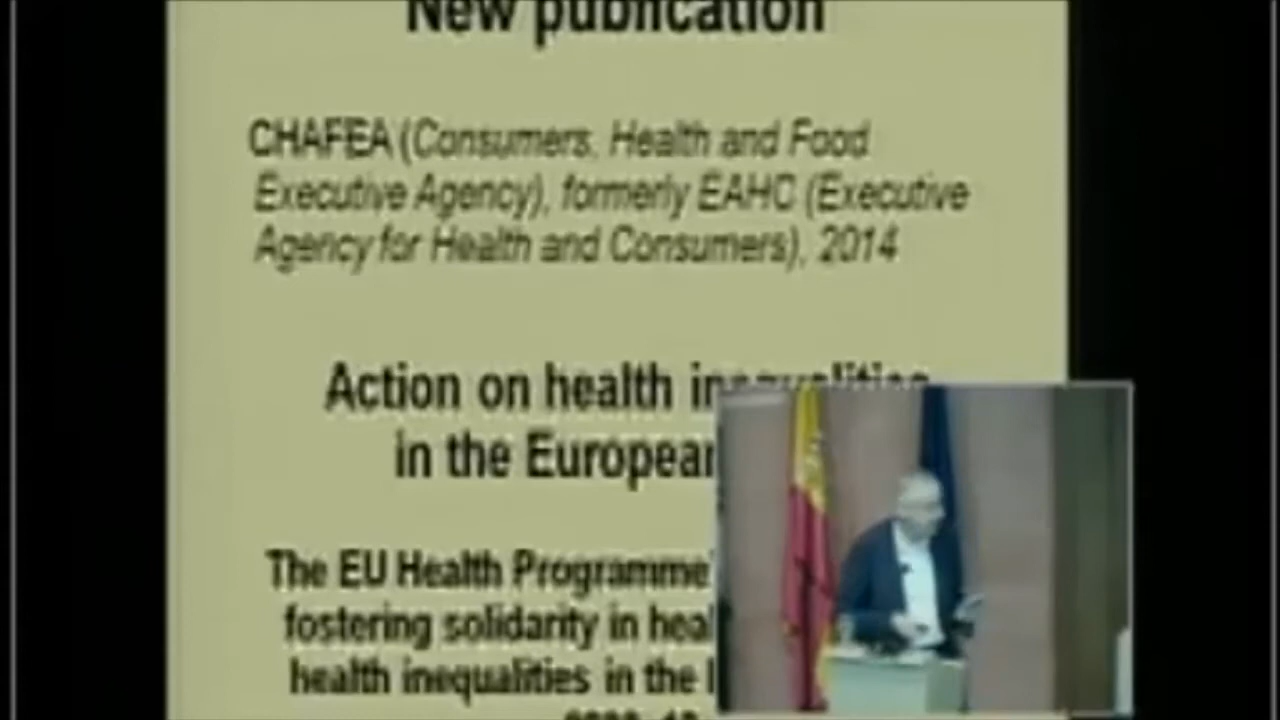 New publication
CHAFEA (Consumers, Health and Food
Executive Agency), formerly EAHC (Executive
Agency for Health and Consumers), 2014
Action on health inequalities
in the European
The EU Health Programme'
fostering solidarity in
health inequalities in the